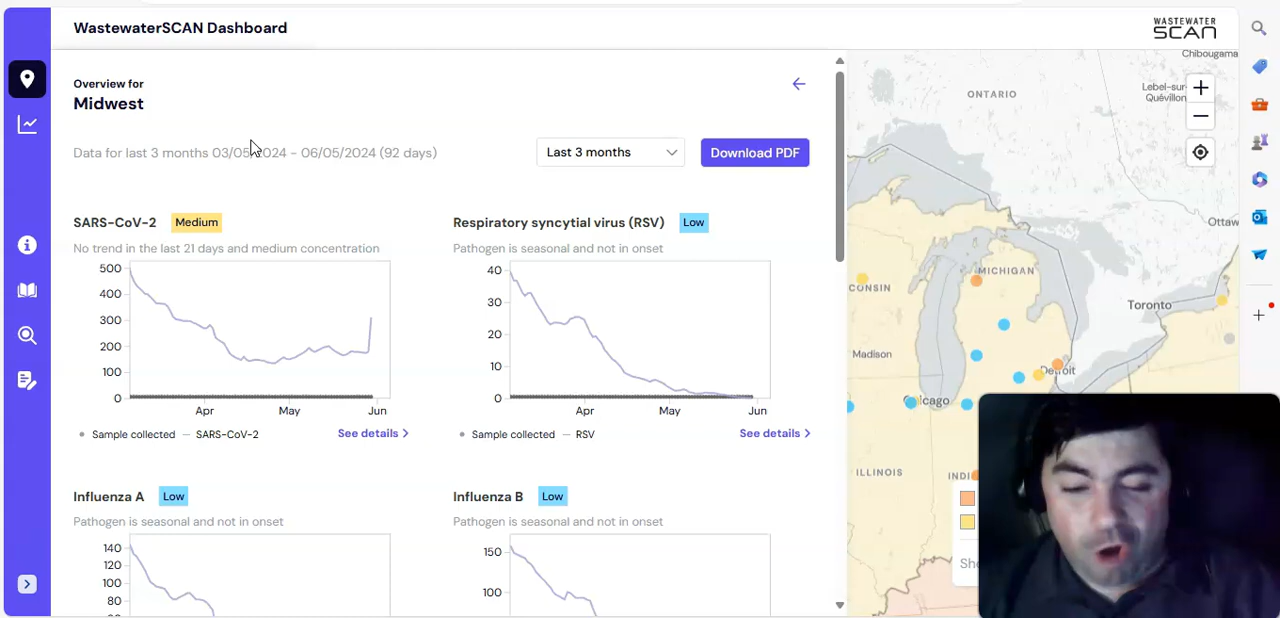 WastewaterSCAN Dashboard
WASTEWATER
SCAN
Overview for
Midwest
Data for last 3 months 03/05/2024 – 06/05/2024 (92 days)
Last 3 months
Download PDF
SARS-CoV-2 Medium
No trend in the last 21 days and medium concentration
500
400
300
200
100
0
Apr May Jun
Sample collected SARS-CoV-2
See details
Respiratory syncytial virus (RSV) Low
Pathogen is seasonal and not in onset
40
30
20
10
0
Apr May Jun
Sample collected RSV
See details
Influenza A Low
Pathogen is seasonal and not in onset
140
120
100
80
Influenza B Low
Pathogen is seasonal and not in onset
150
100
Chibougama
Lebel-sur-
Quévillon
ONTARIO
Ottaw
MICHIGAN
CONSIN
Toronto
Madison
Detroit
Chicago
ILLINOIS
INDI
Sh